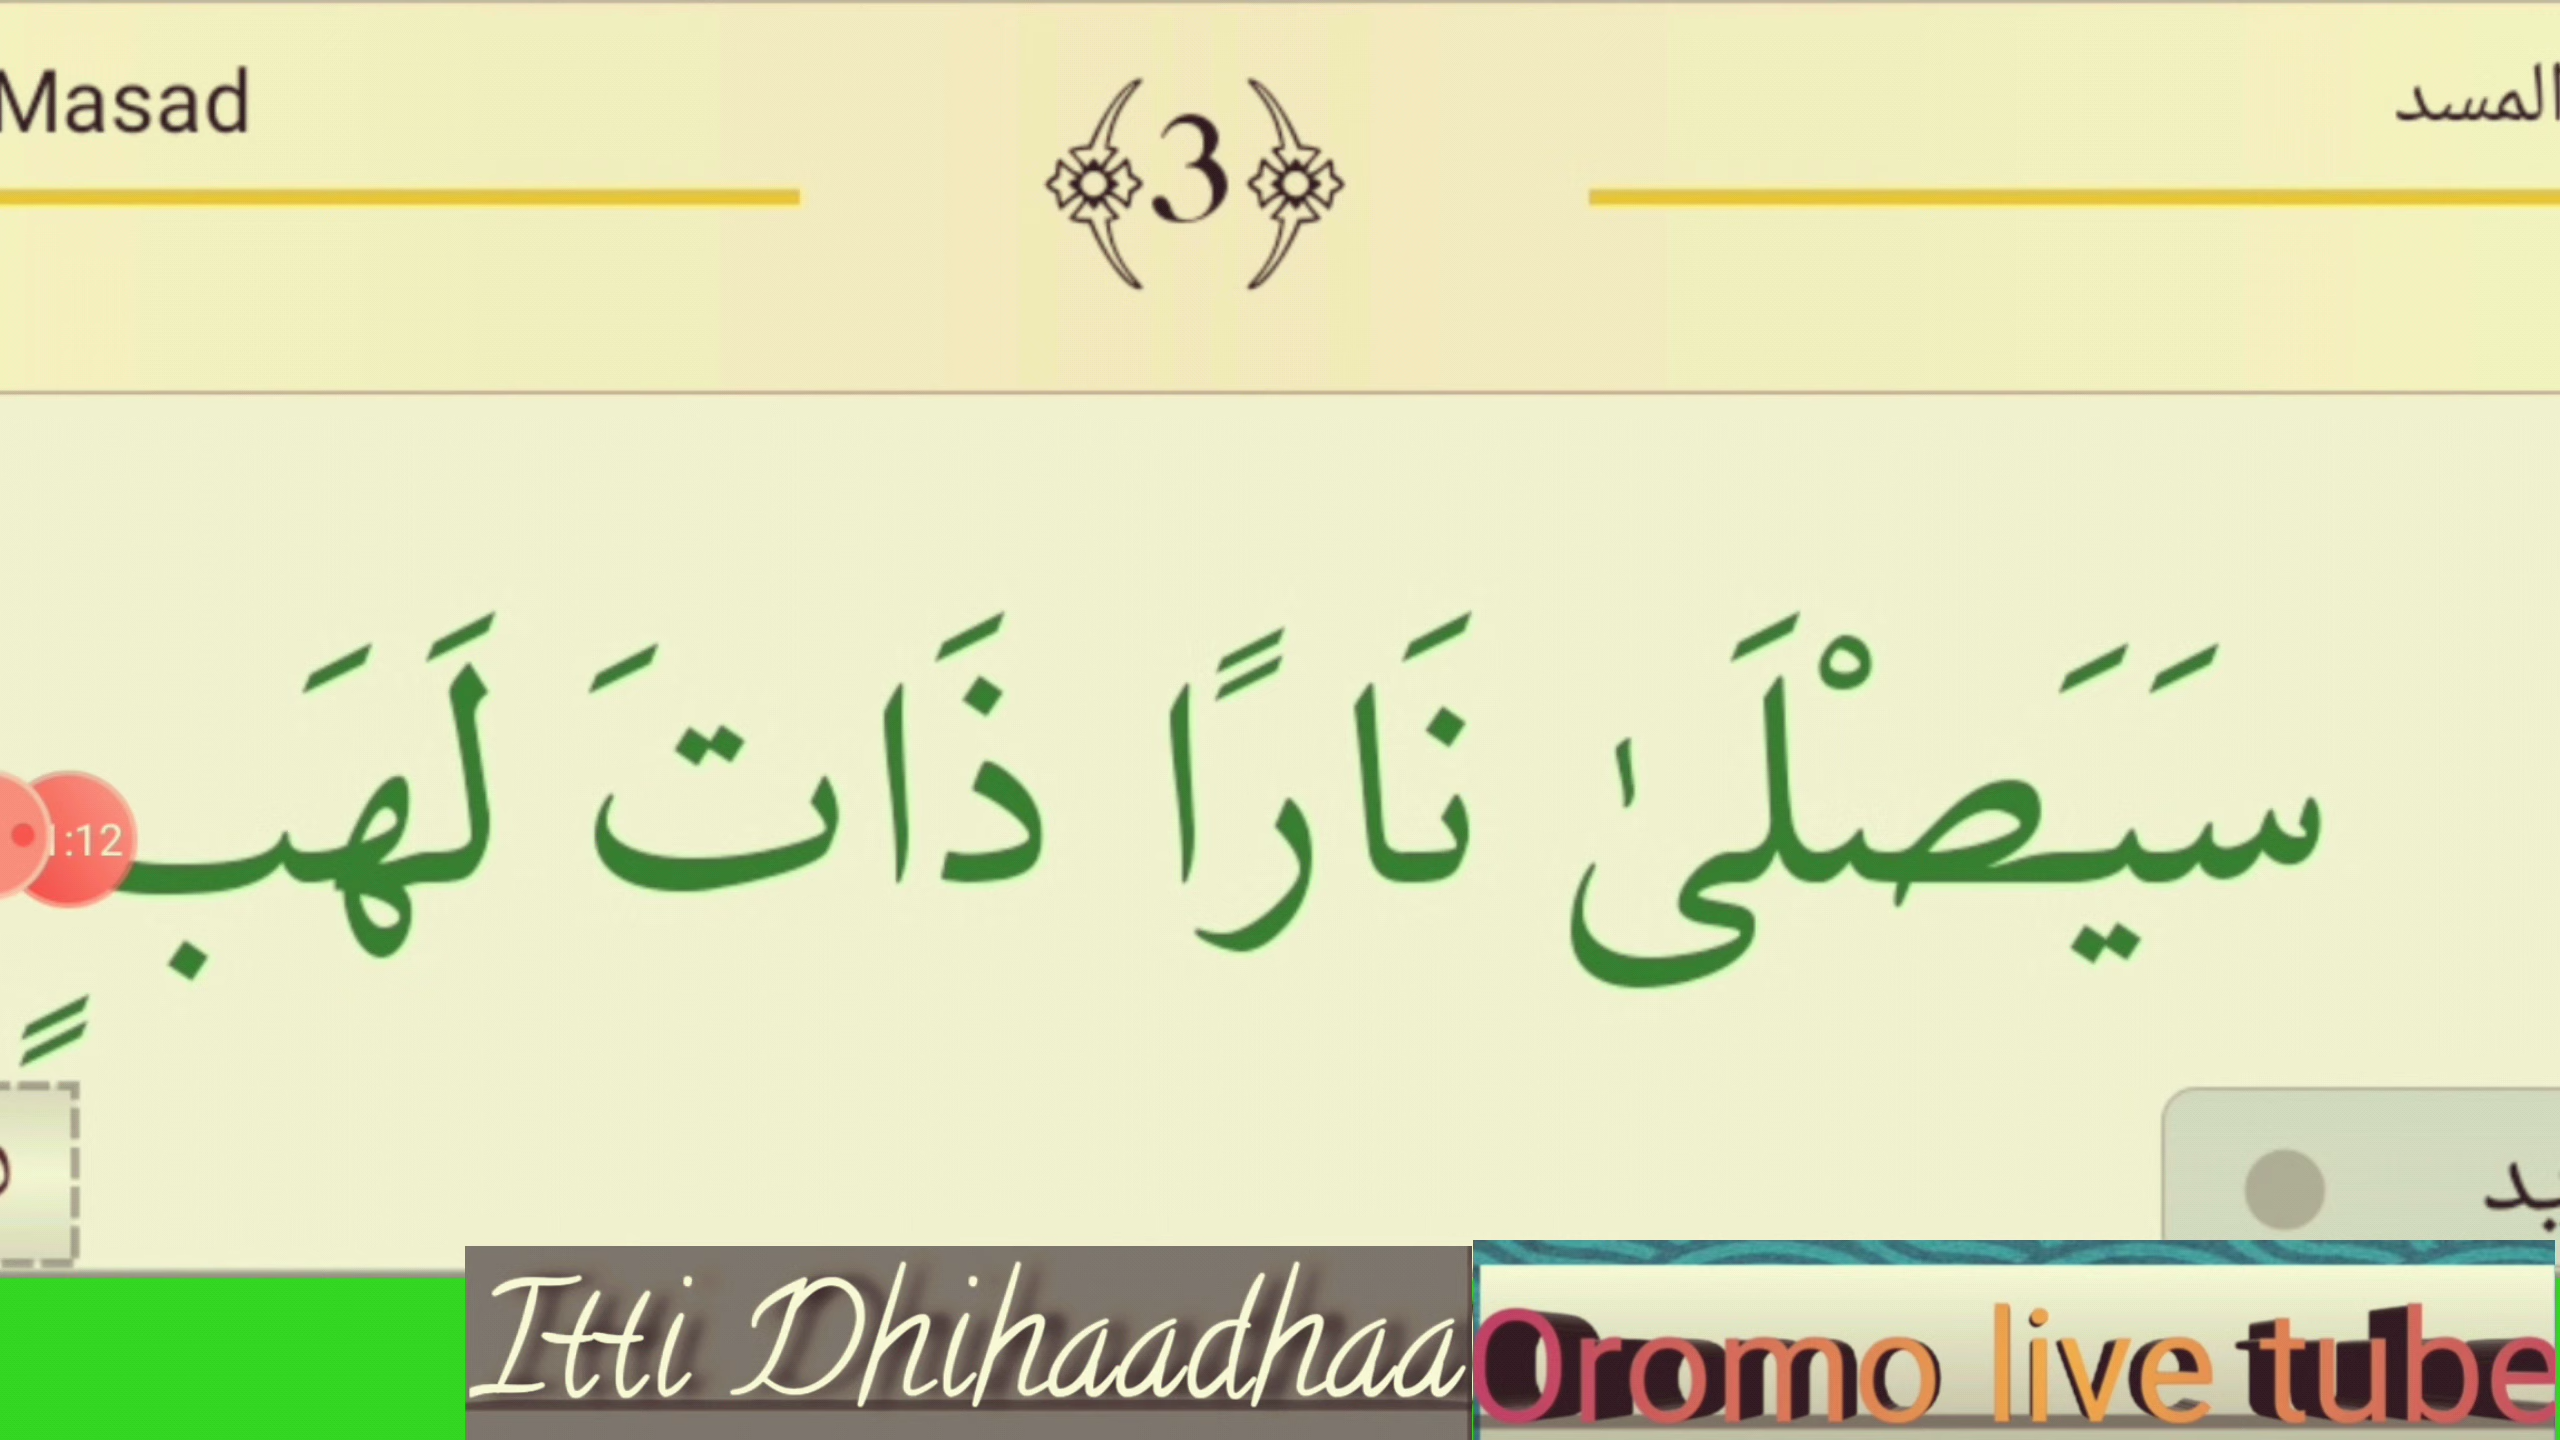 Masad
3
المسد
سَيَصْلَىٰ نَارًا ذَاتَ لَهَبٍ
1:12
Itti Dhihaadhaa
Oromo live tube